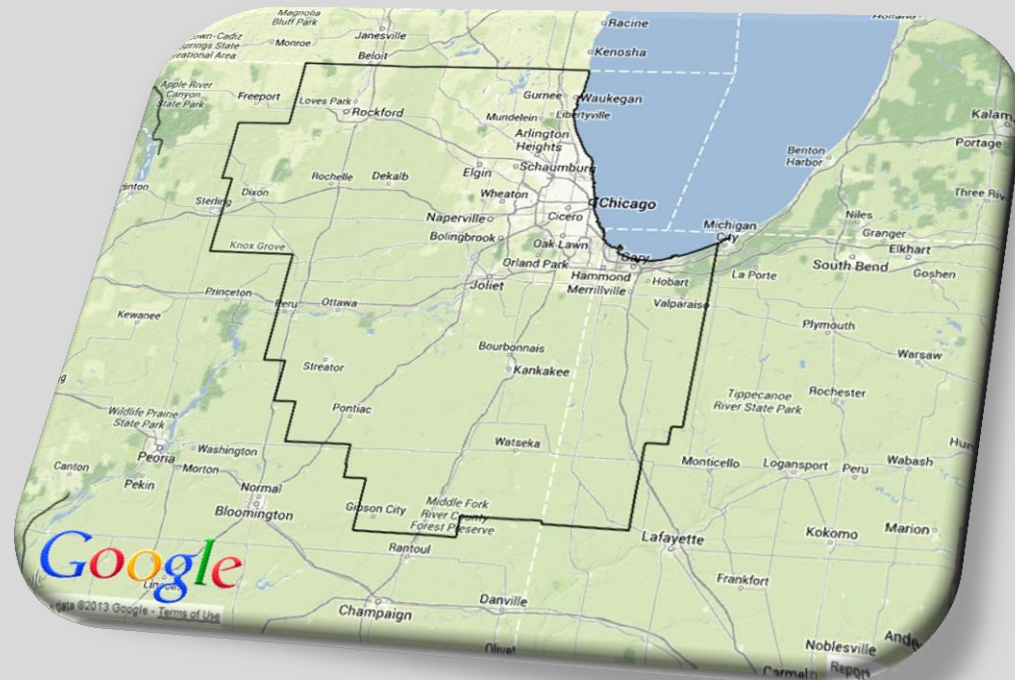 Magnolia
Bluff Park
Racine
Janesville
Monroe
Springs State
Recreational Area
Beloit
Kenosha
Apple River
Canyon
State Park
Freeport
Loves Park
Rockford
Gurnee
Waukegan
Mundelein
Libertyville
Arlington
Heights
Kalam
Portage
Benton
Harbor
Elgin
Schaumburg
Rochelle
Dekalb
Dixon
Sterling
Wheaton
Three Riv
Chicago
Naperville
Cicero
Niles
Michigan
City
Granger
Bolingbrook
Oak Lawn
Knox Grove
Elkhart
Orland Park
Gary
South Bend
Goshen
Joliet
Hammond
Hobart
La Porte
Merrillville
Princeton
Peru
Ottawa
Valparaiso
Kewanee
Plymouth
Bourbonnais
Warsaw
Streator
Kankakee
Tippecanoe
River State Park
Rochester
Pontiac
Wildlife Prairie
State Park
Watseka
Peoria
Washington
Morton
Monticello
Logansport
Peru
Wabash
Canton
Pekin
Normal
Bloomington
Gibson City
Middle Fork
River County
Forest Preserve
Lafayette
Kokomo
Marion
Rantoul
Google
Frankfort
data ©2013 Google - Terms of Use
Champaign
Danville
Noblesville
Carmel
Report